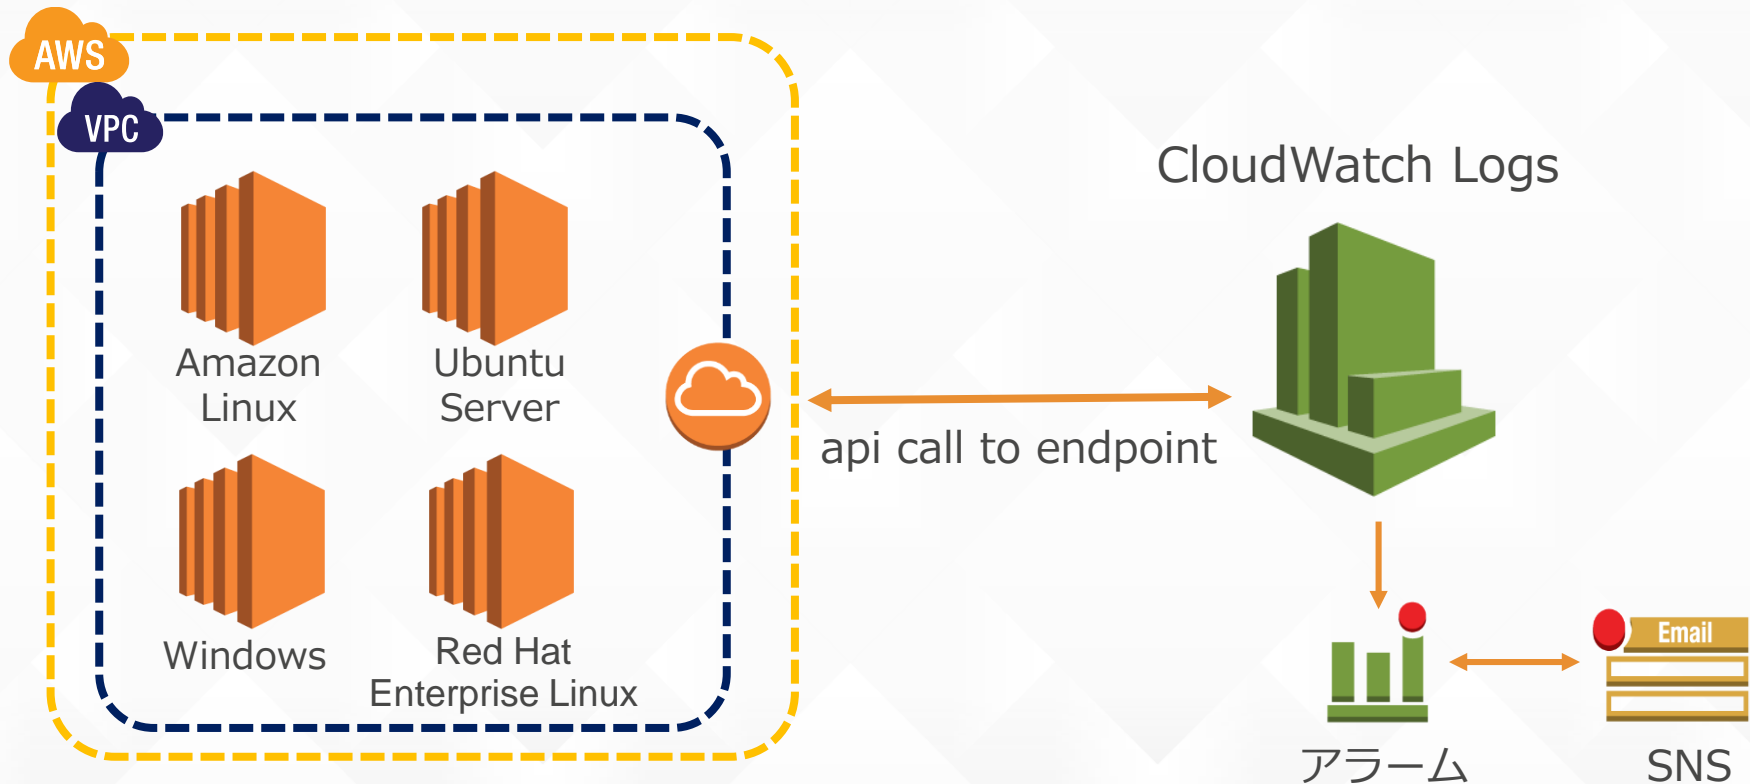 AWS
VPC
Amazon
Linux
Ubuntu
Server
Windows
Red Hat
Enterprise Linux
api call to endpoint
CloudWatch Logs
アラーム
Email
SNS